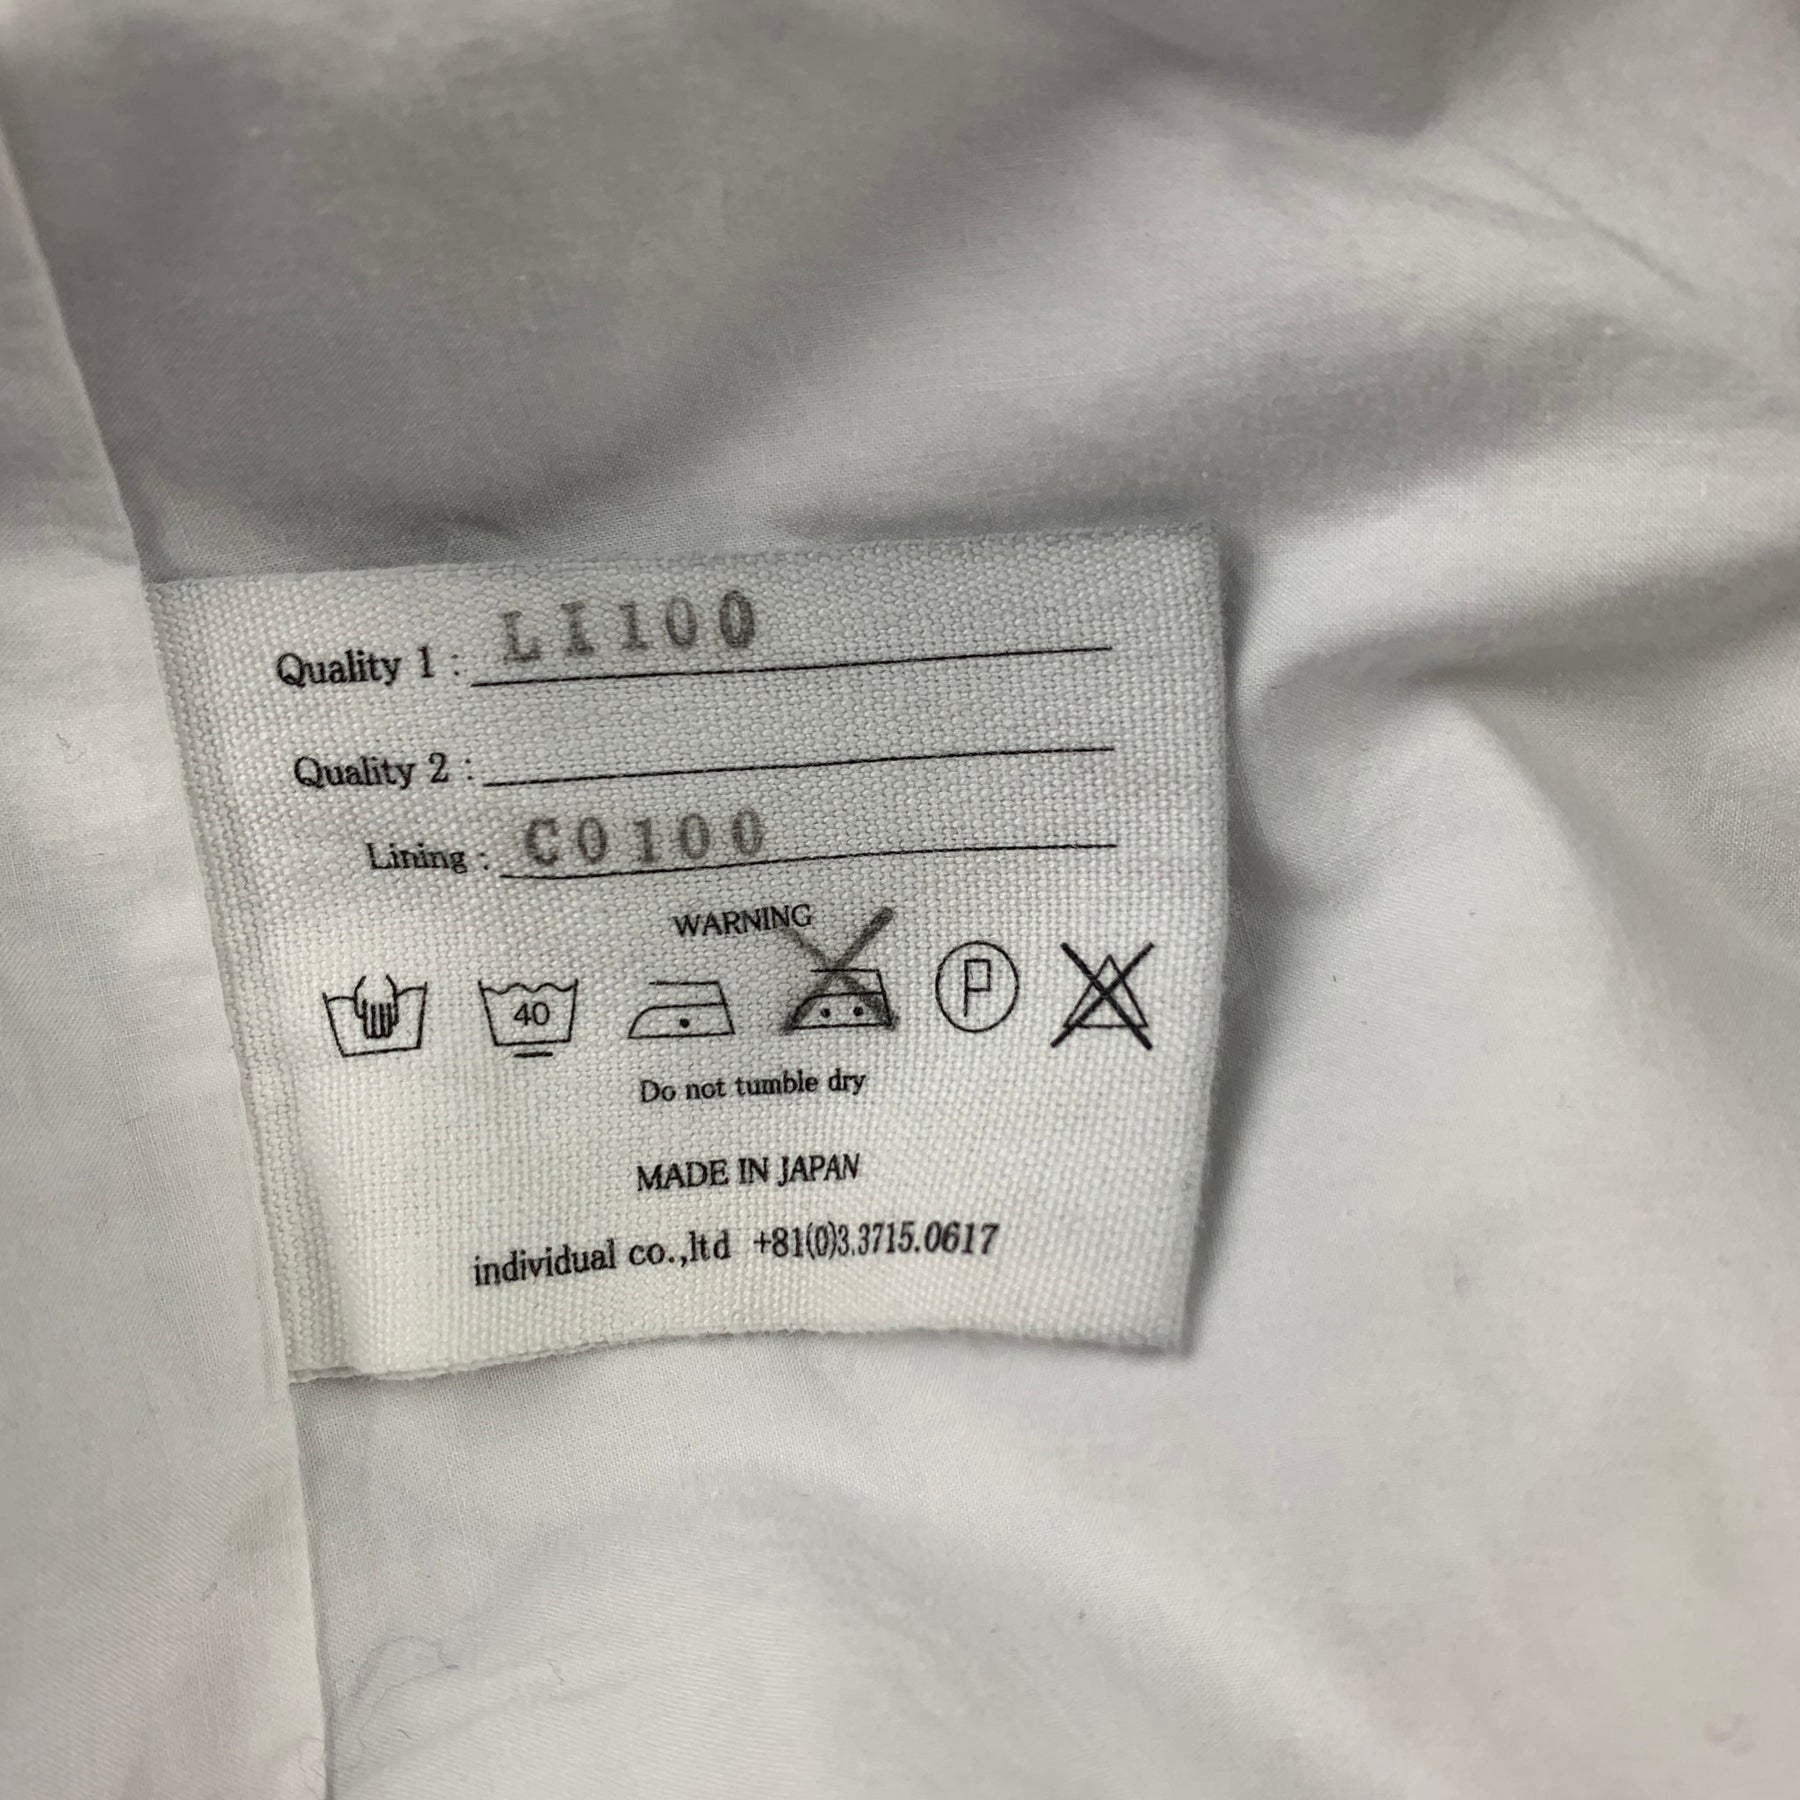 Quality 1 : LI100
Quality 2 :
Lining : CO100
WARNING
40 P
Do not tumble dry
MADE IN JAPAN
individual co.,ltd +81(0)3.3715.0617